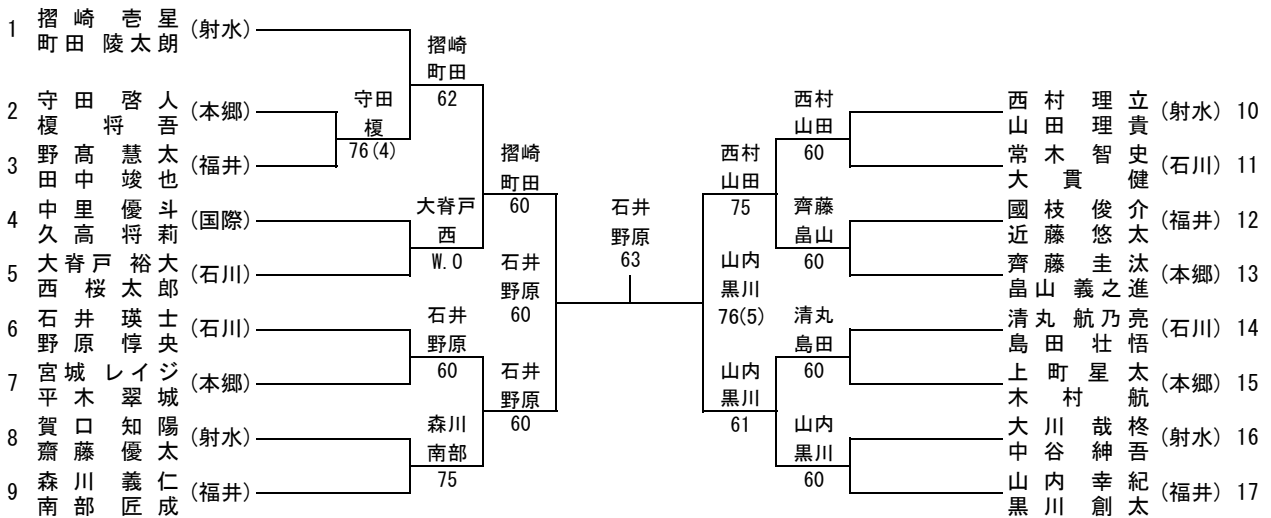 1 摺崎 壱星 (射水)
町田 陵太朗
2 守田 啓人 (本郷)
榎 将吾
3 野髙 慧太 (福井)
田中 竣也
4 中里 優斗 (国際)
久高 将莉
5 大脊戸 裕大 (石川)
西 桜太郎
6 石井 瑛士 (石川)
野原 惇央
7 宮城 レイジ (本郷)
平木 翠城
8 賀口 知陽 (射水)
齋藤 優太
9 森川 義仁 (福井)
南部 匠成
守田
榎
76(4)
摺崎
町田
62
大脊戸
西
W.O
石井
野原
60
森川
南部
75
摺崎
町田
60
石井
野原
60
石井
野原
60
石井
野原
63
西村
山田
75
山内
黒川
76(5)
山内
黒川
61
西村
山田
60
齊藤
畠山
60
清丸
島田
60
山内
黒川
60
西村 理立 (射水) 10
山田 理貴
常木 智史 (石川) 11
大貫 健
國枝 俊介 (福井) 12
近藤 悠太
齊藤 圭汰 (本郷) 13
畠山 義之進
清丸 航乃亮 (石川) 14
島田 壮悟
上町 星太 (本郷) 15
木村 航
大川 哉柊 (射水) 16
中谷 紳吾
山内 幸紀 (福井) 17
黒川 創太